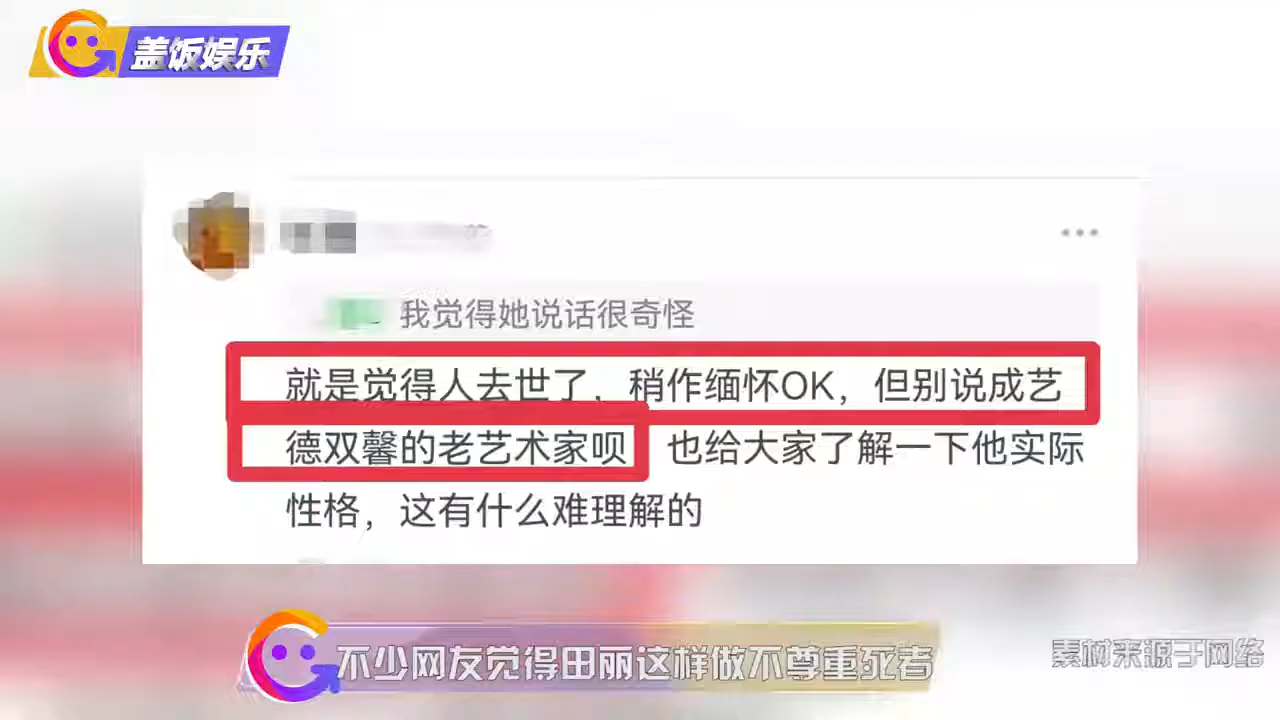 盖饭娱乐
我觉得她说话很奇怪
就是觉得人去世了，稍作缅怀OK，但别说成艺
德双馨的老艺术家呗 也给大家了解一下他实际
性格，这有什么难理解的
不少网友觉得田丽这样做不尊重死者
素材来源于网络